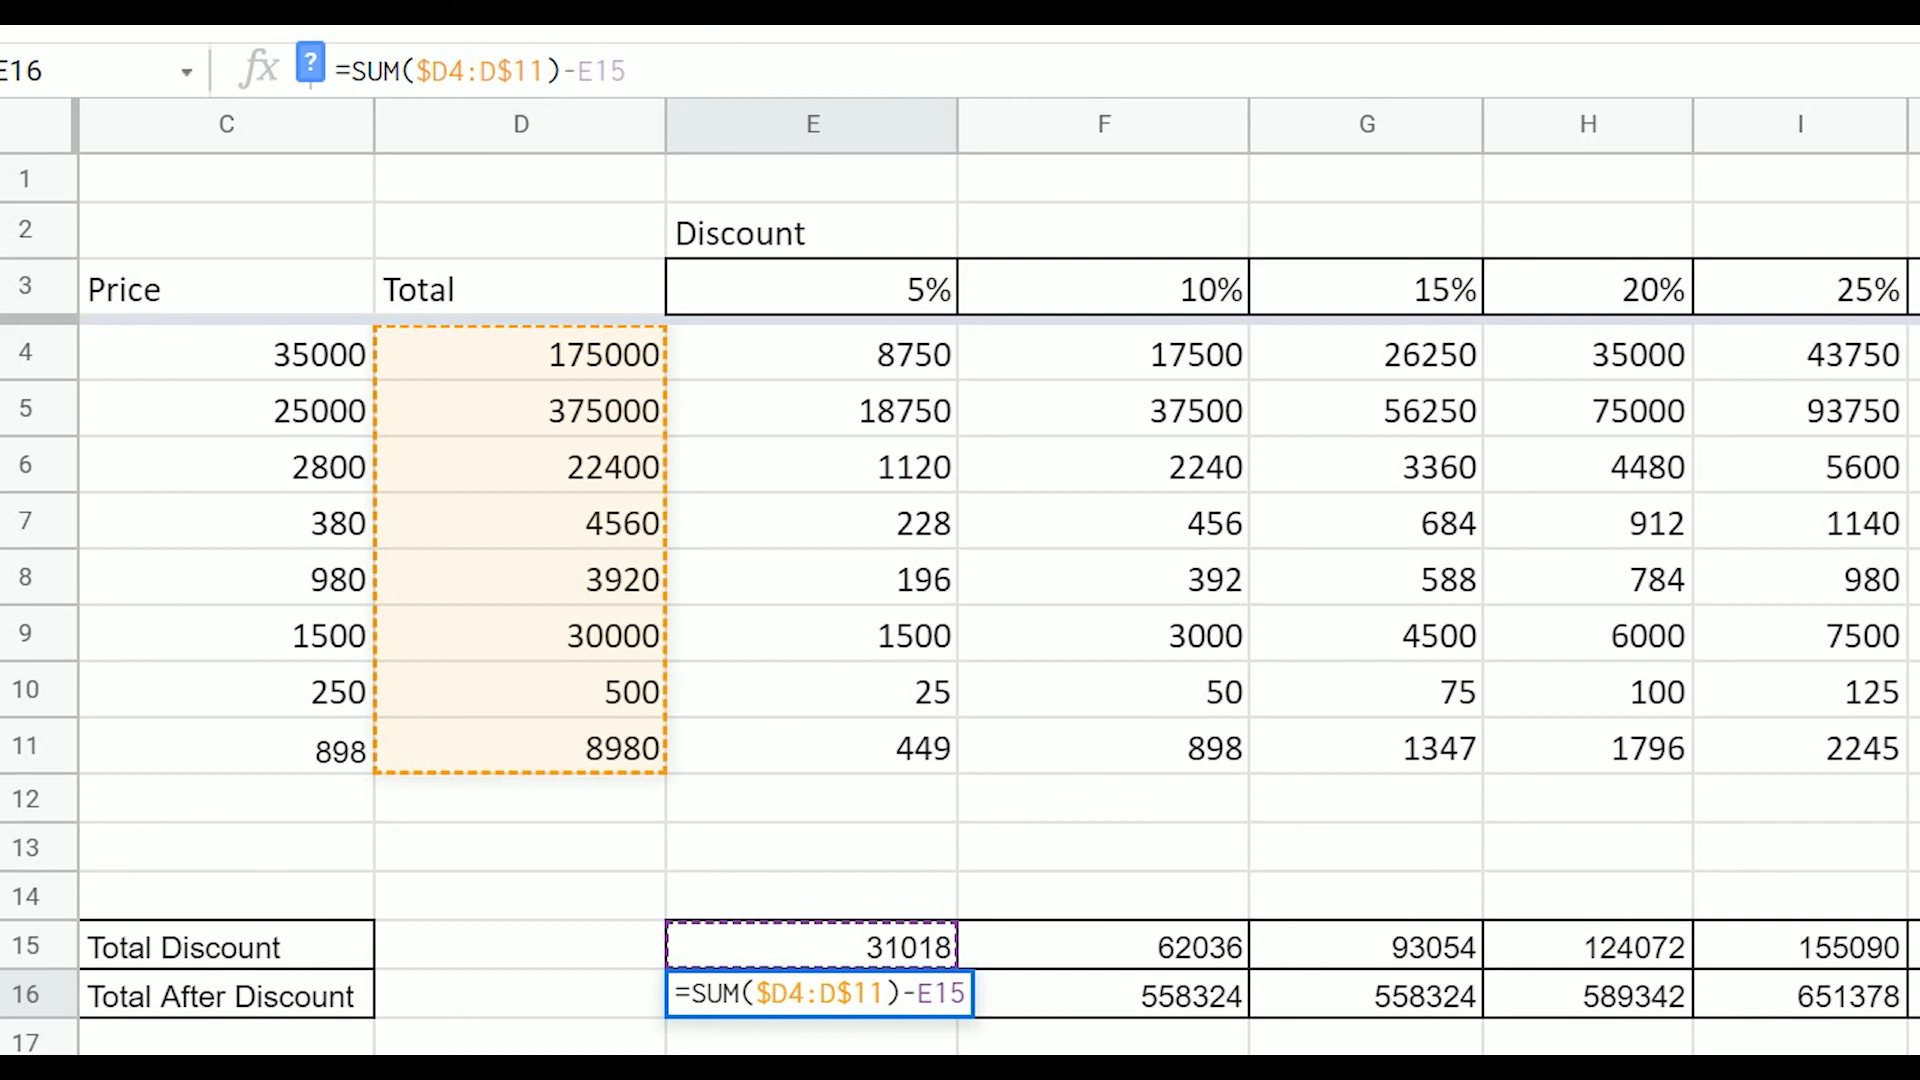 E16 fx ? =SUM($D4:D$11)-E15
C D E F G H I
1
2 Discount
3 Price Total 5% 10% 15% 20% 25%
4 35000 175000 8750 17500 26250 35000 43750
5 25000 375000 18750 37500 56250 75000 93750
6 2800 22400 1120 2240 3360 4480 5600
7 380 4560 228 456 684 912 1140
8 980 3920 196 392 588 784 980
9 1500 30000 1500 3000 4500 6000 7500
10 250 500 25 50 75 100 125
11 898 8980 449 898 1347 1796 2245
12
13
14
15 Total Discount 31018 62036 93054 124072 155090
16 Total After Discount =SUM($D4:D$11)-E15 558324 558324 589342 651378
17